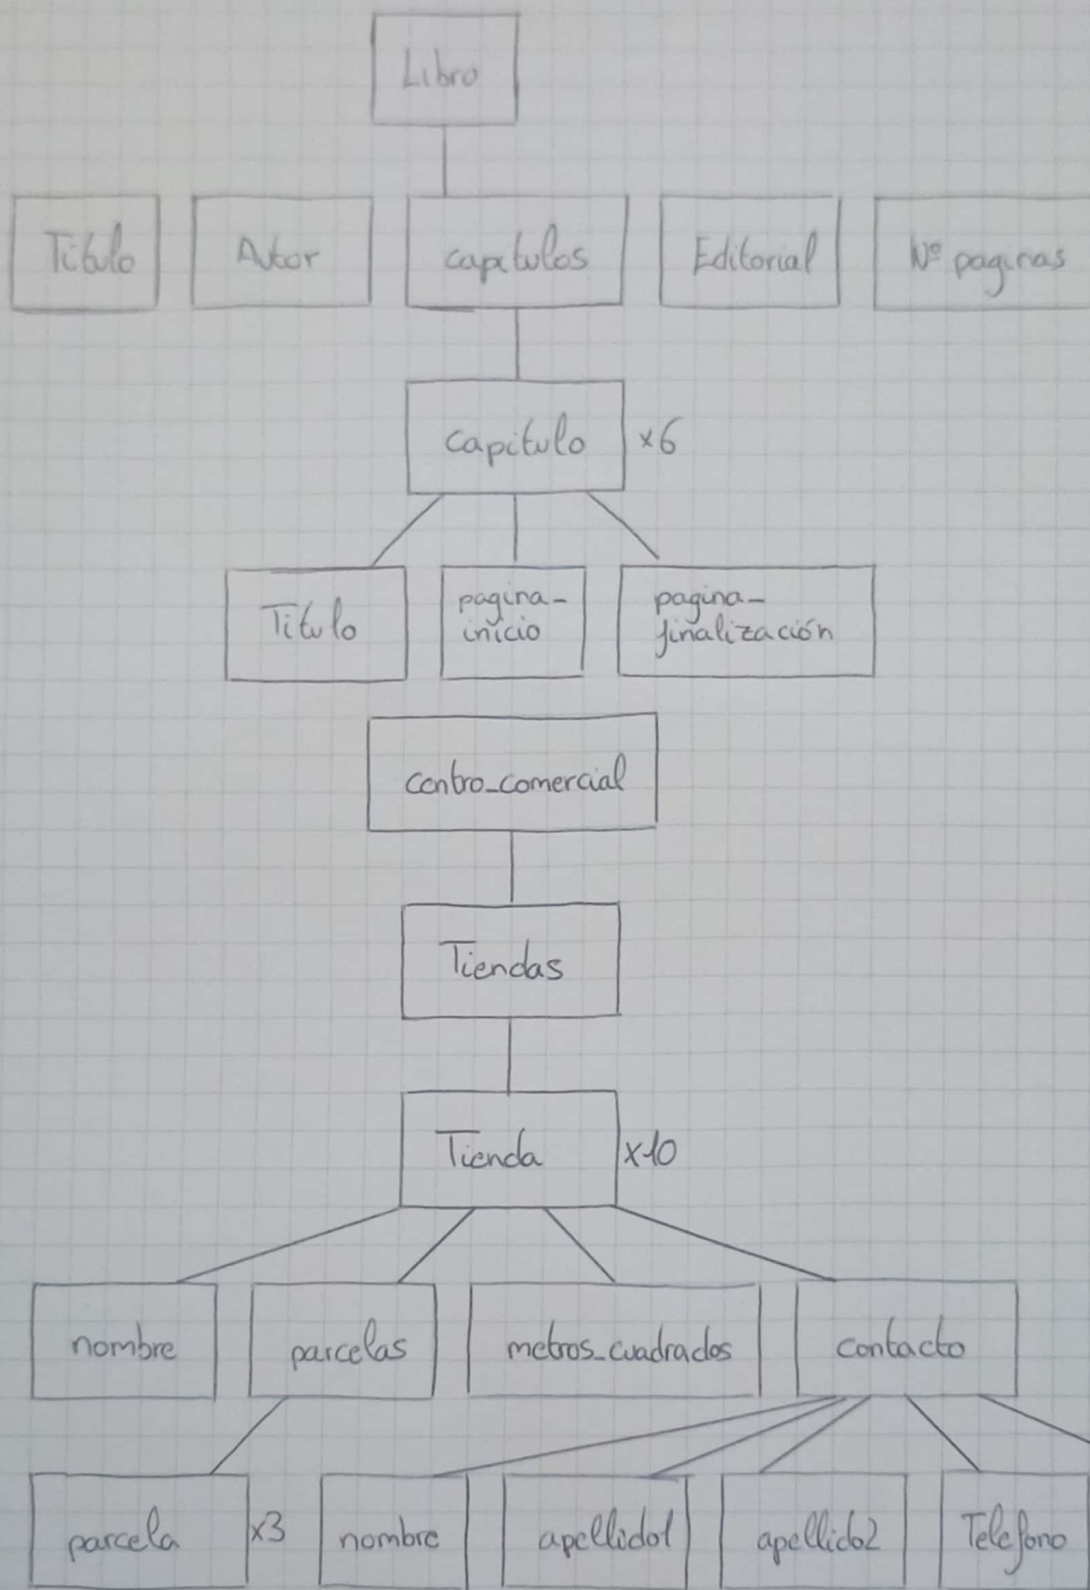 Libro
Titulo
Autor
capitulos
Editorial
Nº paginas
capitulo
x6
Titulo
pagina_
inicio
pagina_
finalización
centro_comercial
Tiendas
Tienda
x10
nombre
parcelas
metros_cuadrados
contacto
parcela
x3
nombre
apellido1
apellido2
Telefono